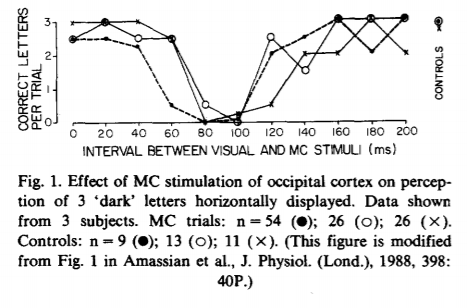 3
2
1
0
CORRECT LETTERS
PER TRIAL
CONTROLS
0 20 40 60 80 100 120 140 160 180 200
INTERVAL BETWEEN VISUAL AND MC STIMULI (ms)
Fig. 1. Effect of MC stimulation of occipital cortex on percep-
tion of 3 ‘dark’ letters horizontally displayed. Data shown
from 3 subjects. MC trials: n = 54 (●); 26 (○); 26 (×).
Controls: n = 9 (●); 13 (○); 11 (×). (This figure is modified
from Fig. 1 in Amassian et al., J. Physiol. (Lond.), 1988, 398:
40P.)